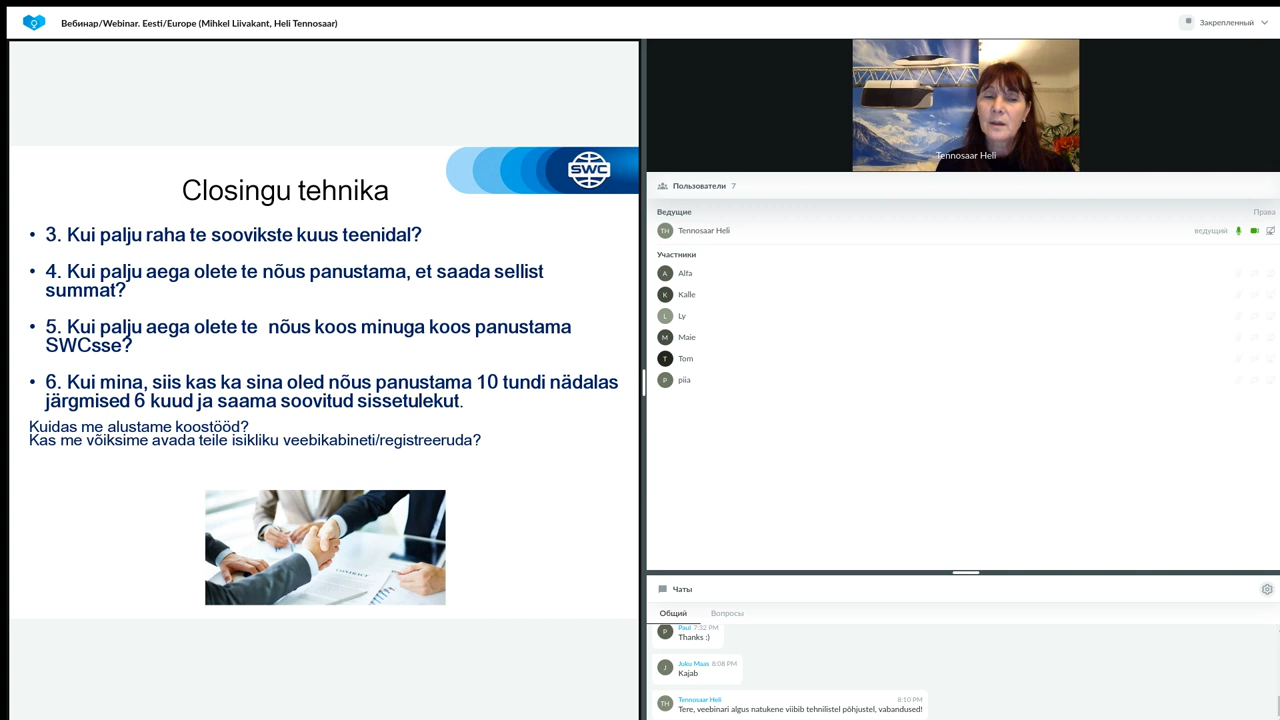 Вебинар/Webinar. Eesti/Europe (Mihkel Liivakant, Heli Tennosaar)
Закрепленный
SWC
Closingu tehnika
• 3. Kui palju raha te soovikste kuus teenidal?
• 4. Kui palju aega olete te nõus panustama, et saada sellist
summat?
• 5. Kui palju aega olete te nõus koos minuga koos panustama
SWCsse?
• 6. Kui mina, siis kas ka sina oled nõus panustama 10 tundi nädalas
järgmised 6 kuud ja saama soovitud sissetulekut.
Kuidas me alustame koostööd?
Kas me võiksime avada teile isikliku veebikabineti/registreeruda?
CONTRACT
Tennosaar Heli
Пользователи 7
Ведущие Права
TH Tennosaar Heli ведущий
Участники
A Alfa
K Kalle
L Ly
M Maie
T Tom
P piia
Чаты
Общий Вопросы
P Paul 7:32 PM
Thanks :)
J Juku Maas 8:08 PM
Kajab
TH Tennosaar Heli 8:10 PM
Tere, veebinari algus natukene viibib tehnilistel põhjustel, vabandused!